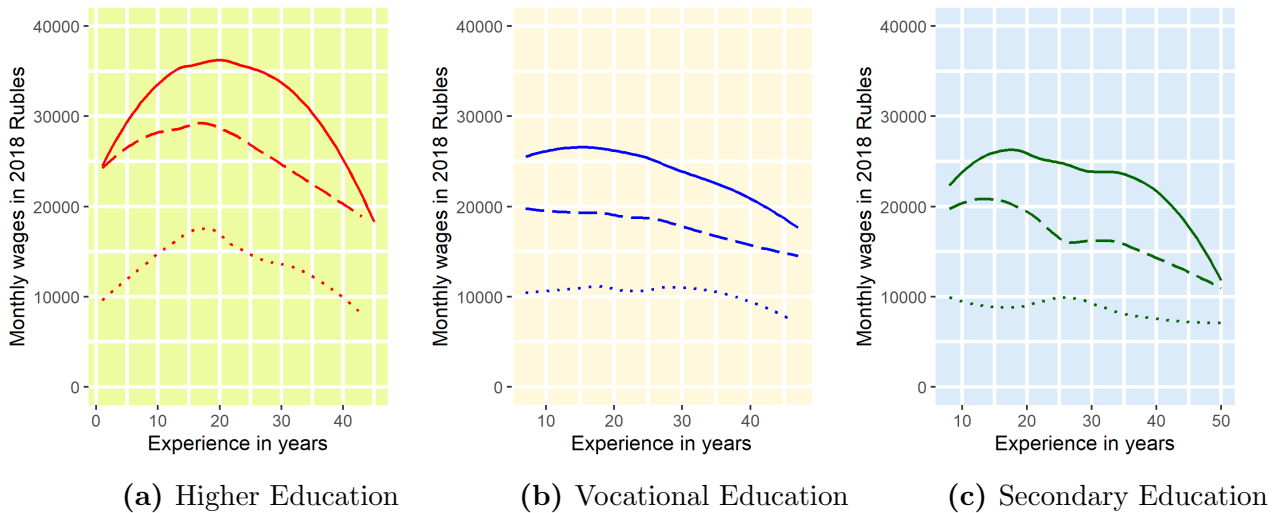 Monthly wages in 2018 Rubles
40000
30000
20000
10000
0
0 10 20 30 40
Experience in years
(a) Higher Education
Monthly wages in 2018 Rubles
40000
30000
20000
10000
0
10 20 30 40
Experience in years
(b) Vocational Education
Monthly wages in 2018 Rubles
40000
30000
20000
10000
0
10 20 30 40 50
Experience in years
(c) Secondary Education